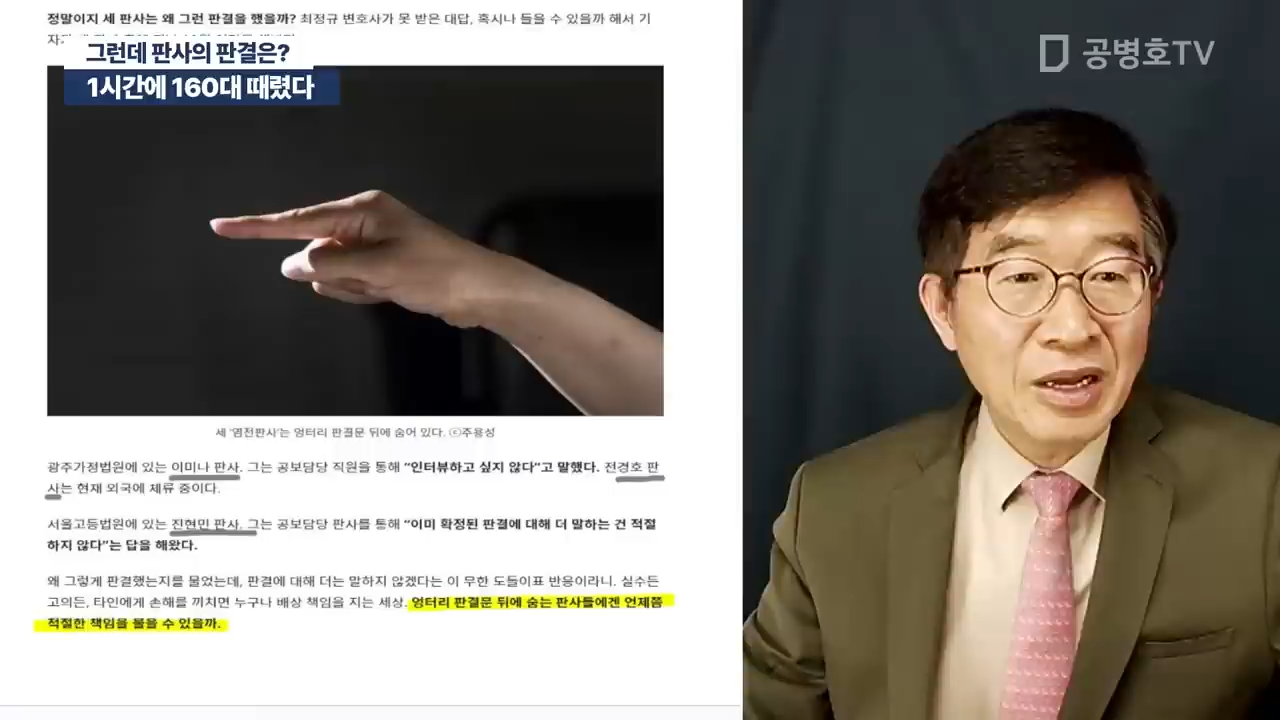 정말이지 세 판사는 왜 그런 판결을 했을까? 최정규 변호사가 못 받은 대답, 혹시나 들을 수 있을까 해서 기
그런데 판사의 판결은?
1시간에 160대 때렸다
공병호TV
세 '염전판사'는 엉터리 판결문 뒤에 숨어 있다. ⓒ주용성
광주가정법원에 있는 이미나 판사. 그는 공보담당 직원을 통해 "인터뷰하고 싶지 않다"고 말했다. 전경호 판
사는 현재 외국에 체류 중이다.
서울고등법원에 있는 진현민 판사. 그는 공보담당 판사를 통해 "이미 확정된 판결에 대해 더 말하는 건 적절
하지 않다"는 답을 해왔다.
왜 그렇게 판결했는지를 물었는데, 판결에 대해 더는 말하지 않겠다는 이 무한 도들이표 반응이라니. 실수든
고의든, 타인에게 손해를 끼치면 누구나 배상 책임을 지는 세상. 엉터리 판결문 뒤에 숨는 판사들에겐 언제쯤
적절한 책임을 물을 수 있을까.